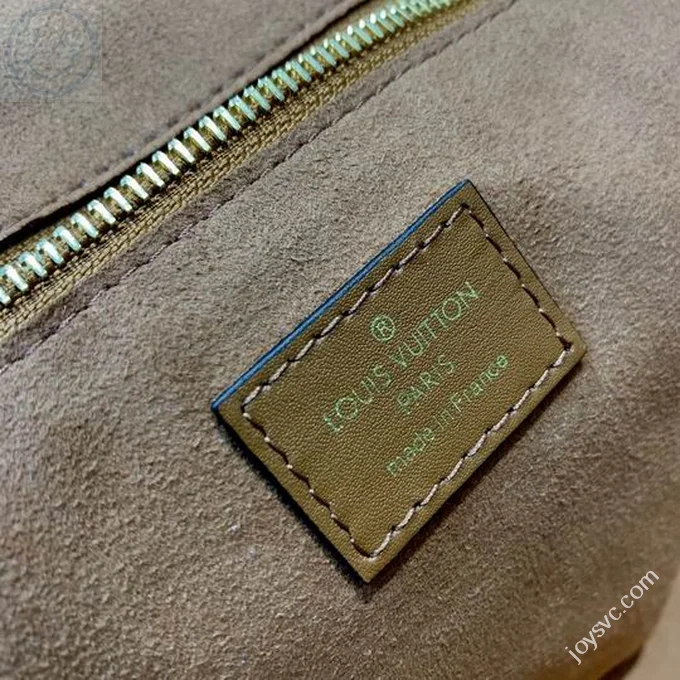 ®
LOUIS VUITTON
PARIS
made in France
joysvc.com